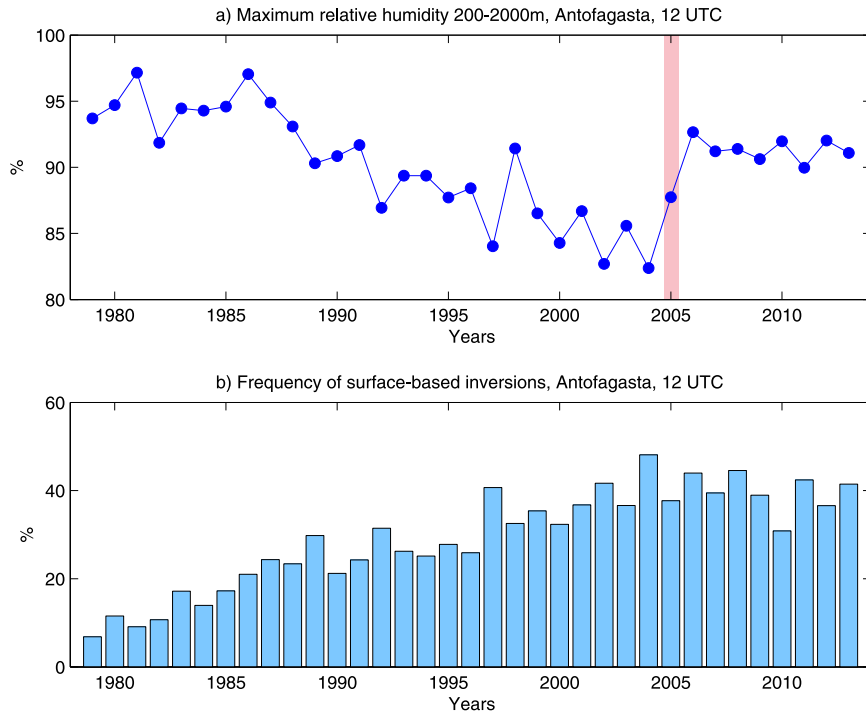 a) Maximum relative humidity 200-2000m, Antofagasta, 12 UTC
100
95
90
85
80
%
1980 1985 1990 1995 2000 2005 2010
Years
b) Frequency of surface-based inversions, Antofagasta, 12 UTC
60
40
20
0
%
1980 1985 1990 1995 2000 2005 2010
Years